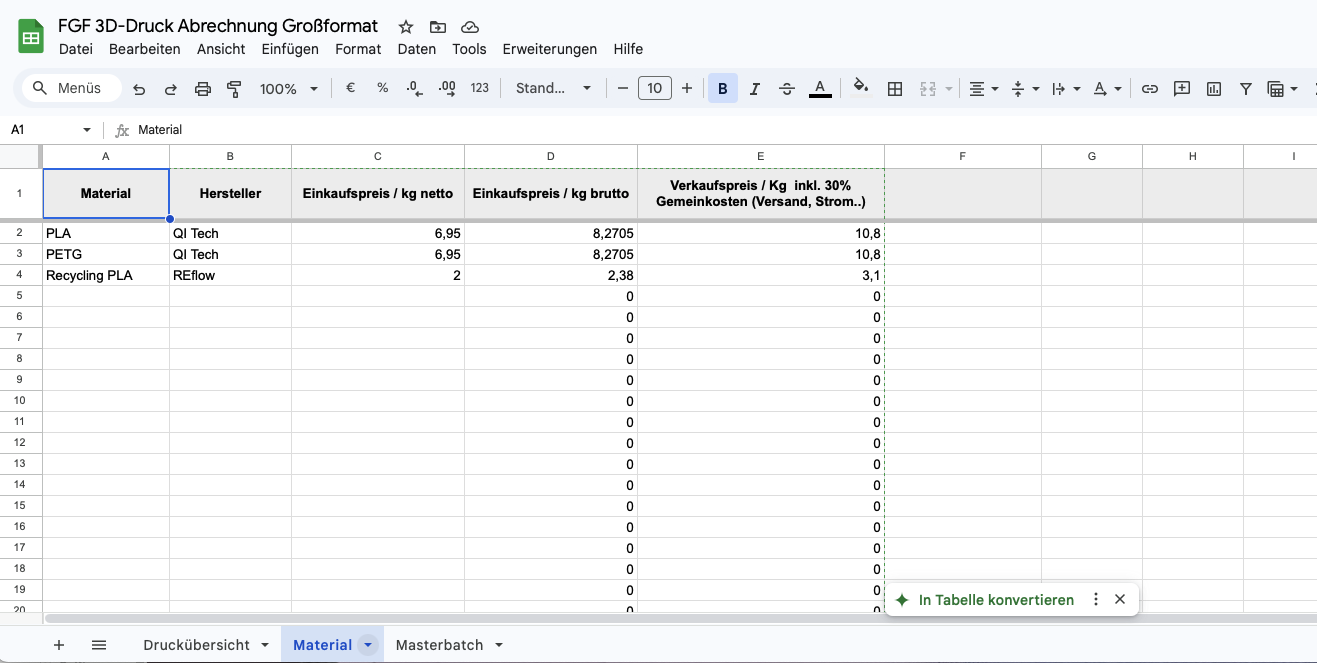 FGF 3D-Druck Abrechnung Großformat
Datei Bearbeiten Ansicht Einfügen Format Daten Tools Erweiterungen Hilfe
Menüs 100% € % .0 .00 123 Stand... − 10 + B I S A
A1 fx Material
A B C D E F G H I
1 Material Hersteller Einkaufspreis / kg netto Einkaufspreis / kg brutto Verkaufspreis / Kg inkl. 30%
Gemeinkosten (Versand, Strom..)
2 PLA QI Tech 6,95 8,2705 10,8
3 PETG QI Tech 6,95 8,2705 10,8
4 Recycling PLA REflow 2 2,38 3,1
5 0 0
6 0 0
7 0 0
8 0 0
9 0 0
10 0 0
11 0 0
12 0 0
13 0 0
14 0 0
15 0 0
16 0 0
17 0 0
18 0 0
19 0 0
20 0 0
In Tabelle konvertieren
+ Druckübersicht Material Masterbatch